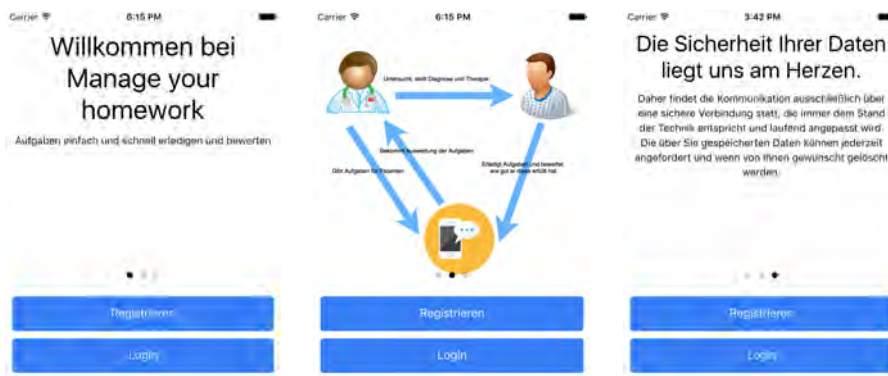 Carrier 6:15 PM
Willkommen bei
Manage your
homework
Aufgaben einfach und schnell erledigen und bewerten
Registrieren
Login
Carrier 6:15 PM
Untersucht, stellt Diagnose und Therapie
Bekommt Auswertung der Aufgaben
Gibt Aufgaben für Patienten
Erledigt Aufgaben und bewertet,
wie gut er diese erfüllt hat
Registrieren
Login
Carrier 3:42 PM
Die Sicherheit Ihrer Daten
liegt uns am Herzen.
Daher findet die Kommunikation ausschließlich über
eine sichere Verbindung statt, die immer dem Stand
der Technik entspricht und laufend angepasst wird.
Die über Sie gespeicherten Daten können jederzeit
angefordert und wenn von Ihnen gewünscht gelöscht
werden.
Registrieren
Login